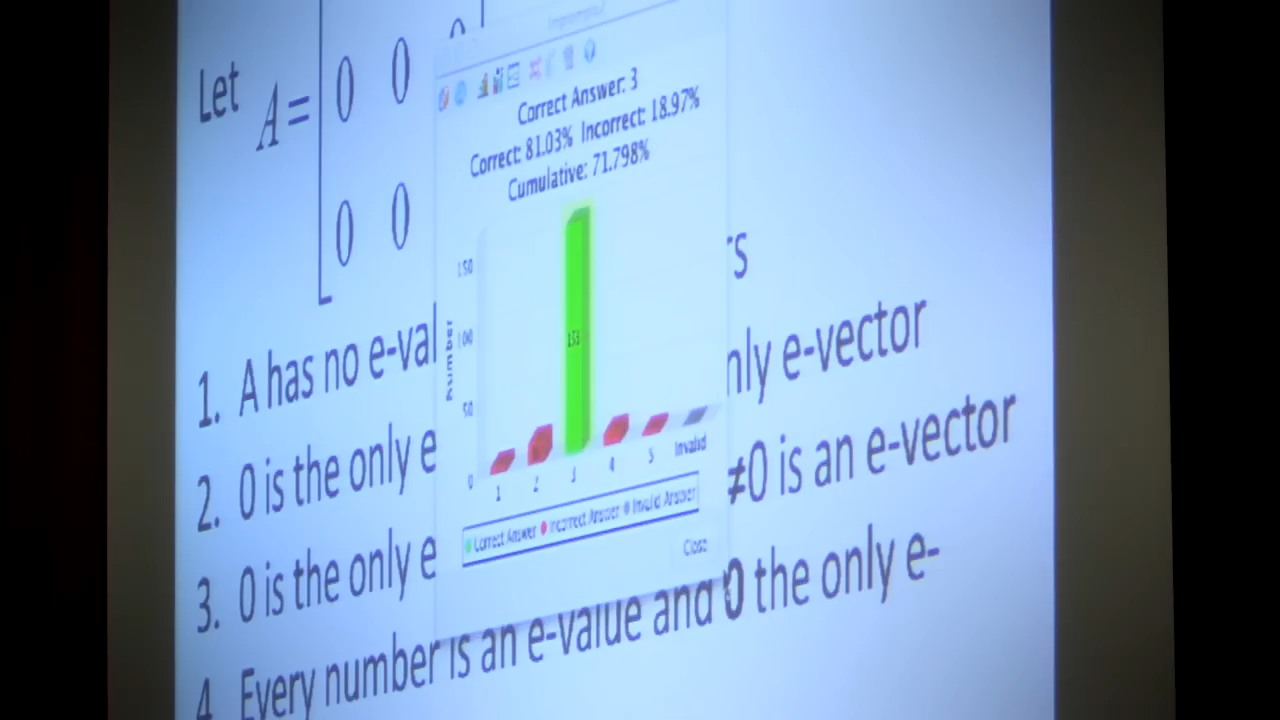 Let A= 0 0 0
0 0
Correct Answer: 3
Correct: 81.03% Incorrect: 18.97%
Cumulative: 71.798%
Number
150
100
50
0
1 2 3 4 5 Invalid
Correct Answer Incorrect Answer Invalid Answer
Close
rs
1. A has no e-val
2. 0 is the only e nly e-vector
3. 0 is the only e ≠0 is an e-vector
4. Every number is an e-value and 0 the only e-